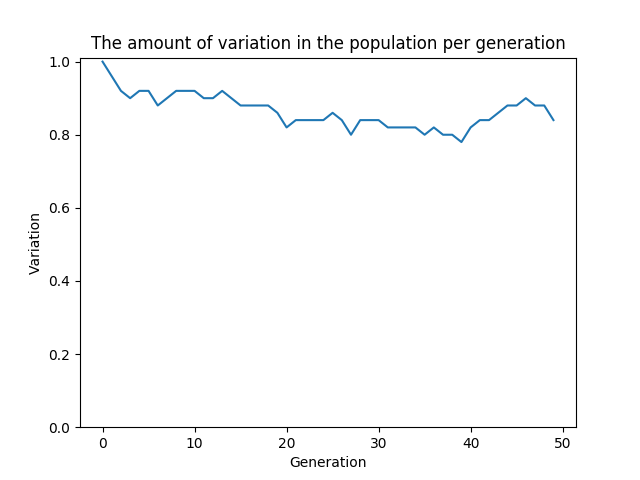 The amount of variation in the population per generation
1.0
0.8
0.6
0.4
0.2
0.0
Variation
0 10 20 30 40 50
Generation